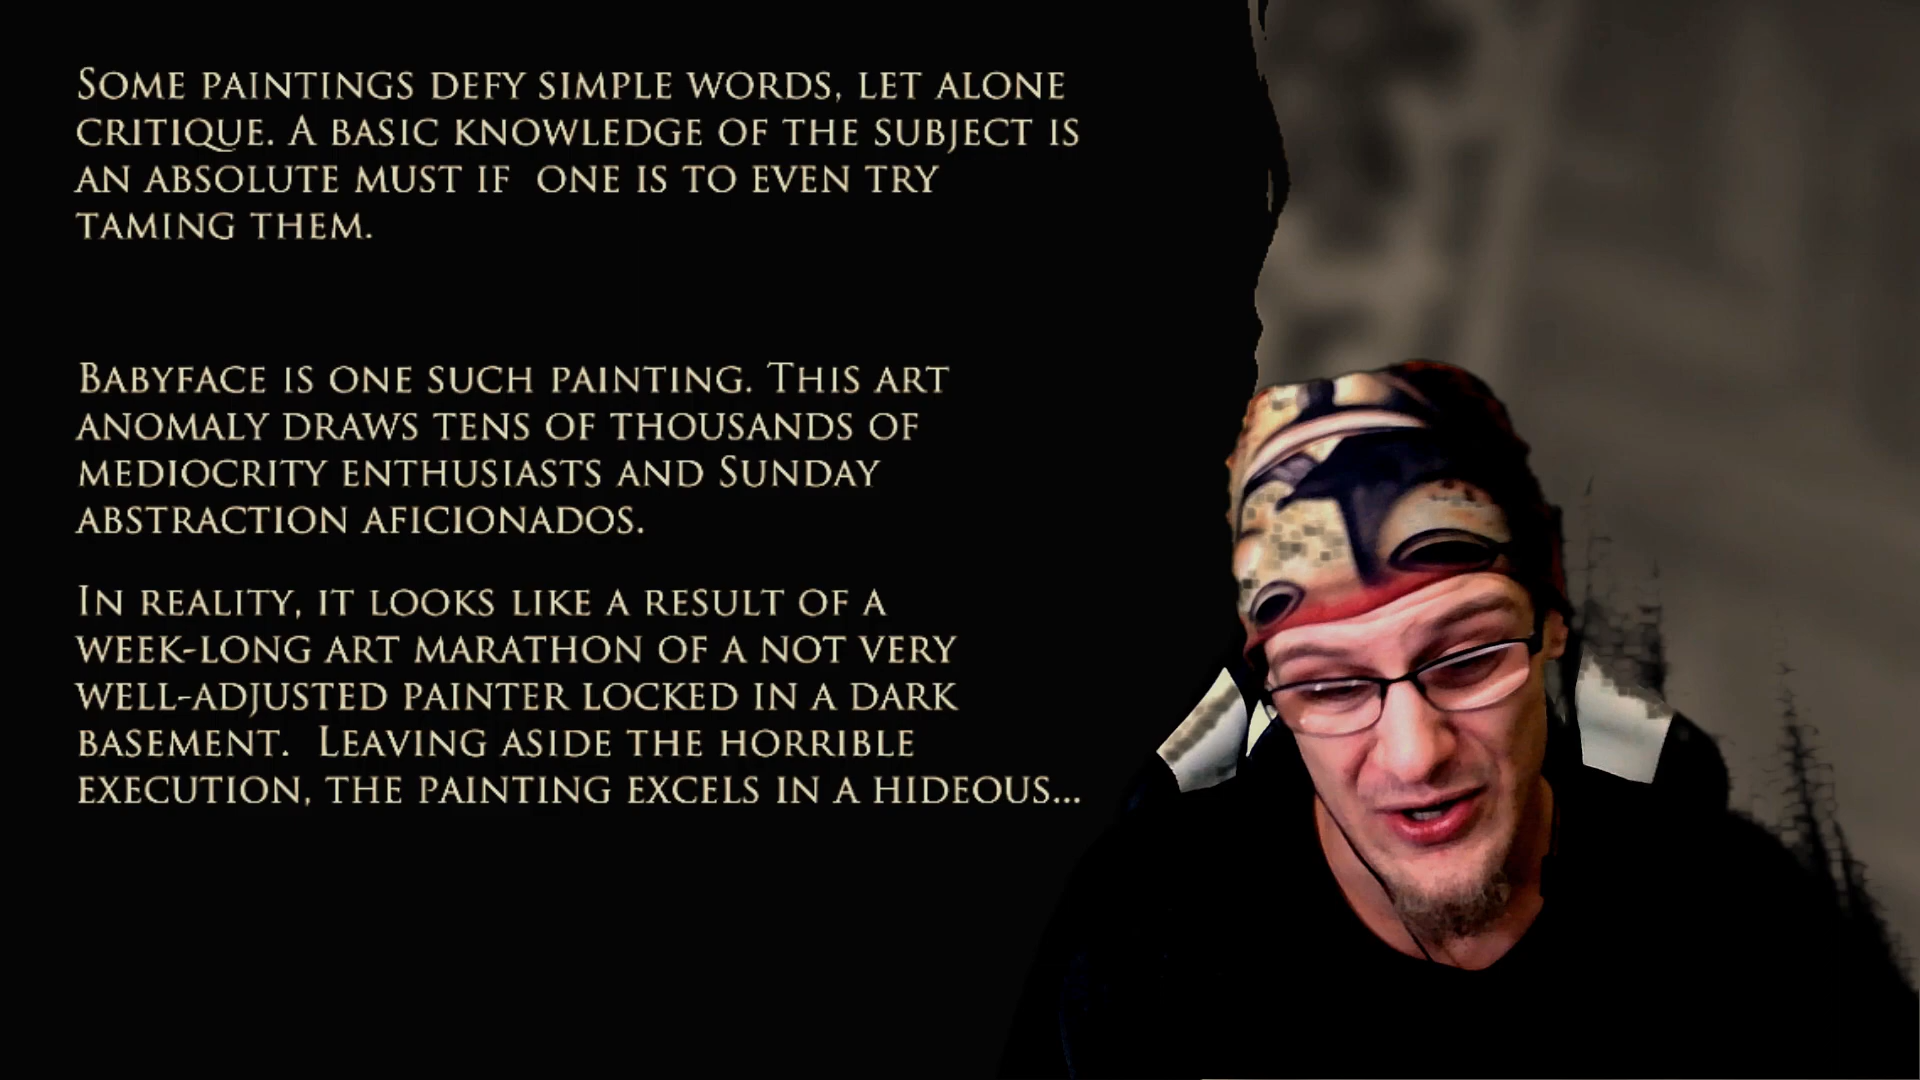 Some paintings defy simple words, let alone
critique. A basic knowledge of the subject is
an absolute must if  one is to even try
taming them.
Babyface is one such painting. This art
anomaly draws tens of thousands of
mediocrity enthusiasts and Sunday
abstraction aficionados.
In reality, it looks like a result of a
week-long art marathon of a not very
well-adjusted painter locked in a dark
basement.  Leaving aside the horrible
execution, the painting excels in a hideous...